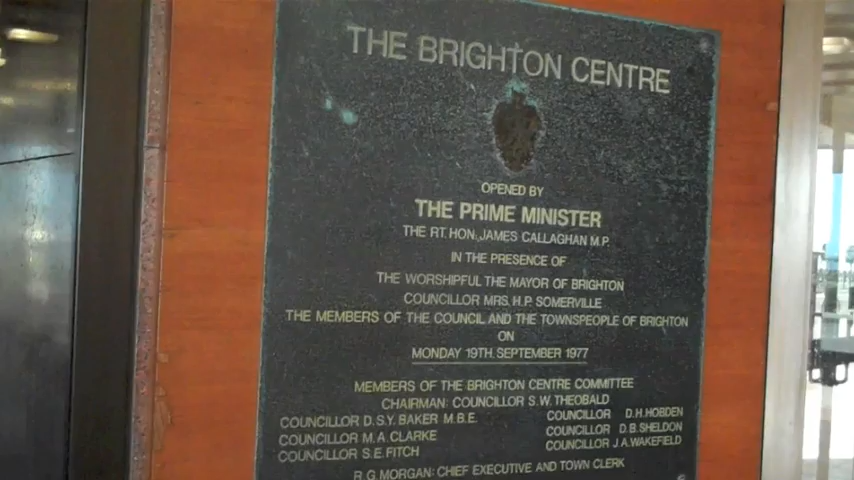 THE BRIGHTON CENTRE
OPENED BY
THE PRIME MINISTER
THE RT. HON. JAMES CALLAGHAN M.P.
IN THE PRESENCE OF
THE WORSHIPFUL THE MAYOR OF BRIGHTON
COUNCILLOR MRS. H.P. SOMERVILLE
THE MEMBERS OF THE COUNCIL AND THE TOWNSPEOPLE OF BRIGHTON
ON
MONDAY 19TH. SEPTEMBER 1977
MEMBERS OF THE BRIGHTON CENTRE COMMITTEE
CHAIRMAN: COUNCILLOR S.W. THEOBALD
COUNCILLOR D.S.Y. BAKER M.B.E. COUNCILLOR D.H. HOBDEN
COUNCILLOR M.A. CLARKE COUNCILLOR D.B. SHELDON
COUNCILLOR S.E. FITCH COUNCILLOR J.A. WAKEFIELD
R.G. MORGAN: CHIEF EXECUTIVE AND TOWN CLERK